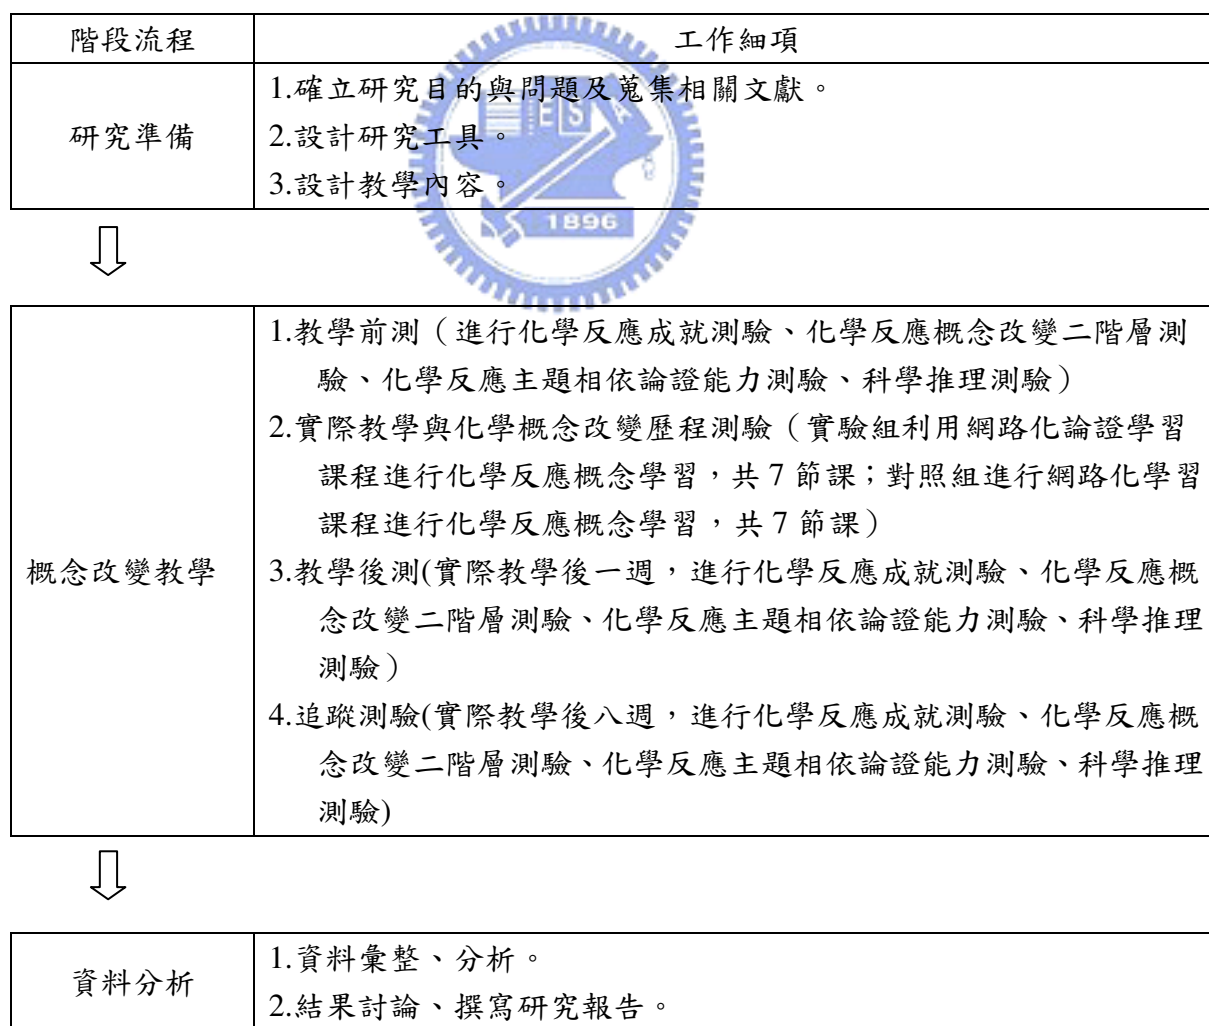 階段流程
工作細項
研究準備
1.確立研究目的與問題及蒐集相關文獻。
2.設計研究工具。
3.設計教學內容。
E S A
1896
概念改變教學
1.教學前測（進行化學反應成就測驗、化學反應概念改變二階層測
驗、化學反應主題相依論證能力測驗、科學推理測驗）
2.實際教學與化學概念改變歷程測驗（實驗組利用網路化論證學習
課程進行化學反應概念學習，共 7 節課；對照組進行網路化學習
課程進行化學反應概念學習，共 7 節課）
3.教學後測(實際教學後一週，進行化學反應成就測驗、化學反應概
念改變二階層測驗、化學反應主題相依論證能力測驗、科學推理
測驗）
4.追蹤測驗(實際教學後八週，進行化學反應成就測驗、化學反應概
念改變二階層測驗、化學反應主題相依論證能力測驗、科學推理
測驗)
資料分析
1.資料彙整、分析。
2.結果討論、撰寫研究報告。